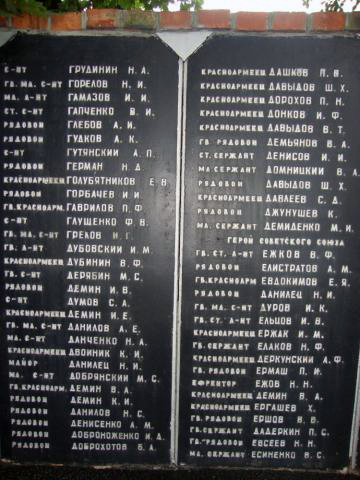 С-НТ ГРУДИНИН Н. А.
ГВ. МЛ. С-НТ ГОРЕЛОВ Н. И.
МЛ. Л-НТ ГАМАЗОВ И. И.
СТ. С-НТ ГАПЧЕНКО В. И.
РЯДОВОЙ ГЛЕБОВ А. И.
РЯДОВОЙ ГУДКОВ А. К.
С-НТ ГУТЯНСКИЙ А. П.
РЯДОВОЙ ГЕРМАН Н. Д.
КРАСНОАРМЕЕЦ ГОЛУБЯТНИКОВ Е. В.
РЯДОВОЙ ГОРБАЧЕВ И. И.
ГВ. КРАСНОАРМ. ГАВРИЛОВ П. Ф.
С-НТ ГЛУЩЕНКО Ф. В.
ГВ. МЛ. С-НТ ГРЕЛОВ И. Г.
ГВ. Л-НТ ДУБОВСКИЙ И. М.
КРАСНОАРМЕЕЦ ДУБИНИН В. Ф.
ГВ. С-НТ ДЕРЯБИН М. С.
РЯДОВОЙ ДЕМИН И. В.
С-НТ ДУМОВ С. А.
КРАСНОАРМЕЕЦ ДЕМИН И. Е.
ГВ. МЛ. С-НТ ДАНИЛОВ А. Е.
МЛ. С-НТ ДАНЧЕНКО Н. А.
КРАСНОАРМЕЕЦ ДВОЙНИК К. И.
МАЙОР ДАНИЛЕЦ Н. И.
МЛ. С-НТ ДОБРЯНСКИЙ М. С.
ГВ. КРАСНОАРМ. ДЕМИН В. А.
РЯДОВОЙ ДЕМИН К. И.
РЯДОВОЙ ДАНИЛОВ Н. С.
РЯДОВОЙ ДЕНИСЕНКО А. М.
РЯДОВОЙ ДОБРОНОЖЕНКО И. Д.
РЯДОВОЙ ДОБРОХОТОВ Б. А.
КРАСНОАРМЕЕЦ ДАШКОВ П. В.
КРАСНОАРМЕЕЦ ДАВЫДОВ Ш. Х.
КРАСНОАРМЕЕЦ ДОРОХОВ П. Н.
КРАСНОАРМЕЕЦ ДОНКОВ И. Ф.
КРАСНОАРМЕЕЦ ДАВЫДОВ В. Т.
ГВ. РЯДОВОЙ ДЕМЬЯНОВ В. А.
СТ. СЕРЖАНТ ДЕНИСОВ И. И.
МЛ. СЕРЖАНТ ДОМНИЦКИЙ В. А.
РЯДОВОЙ ДАВЫДОВ Ш. Х.
КРАСНОАРМЕЕЦ ДАВЛЕЕВ С. Д.
РЯДОВОЙ ДЖУНУШЕВ К.
МЛ. СЕРЖАНТ ДЕМИДЕНКО М. И.
ГЕРОЙ СОВЕТСКОГО СОЮЗА
ГВ. СТ. Л-НТ ЕЖКОВ В. Ф.
РЯДОВОЙ ЕЛИСТРАТОВ А. М.
ГВ. КРАСНОАРМ ЕВДОКИМОВ Е. Я.
РЯДОВОЙ ДАНИЛЕЦ Н. И.
ГВ. МЛ. С-НТ ДУРОВ И. К.
ГВ. СТ. Л-НТ ЕЛЬЦОВ И. В.
КРАСНОАРМЕЕЦ ЕРЖАК И. М.
ГВ. СЕРЖАНТ ЕЛАКОВ Н. Ф.
КРАСНОАРМЕЕЦ ДЕРКУНСКИЙ А. Ф.
ГВ. РЯДОВОЙ ЕРМАШ П. И.
ЕФРЕЙТОР ЕЖОВ Н. Н.
КРАСНОАРМЕЕЦ ДЕМИН В. А.
КРАСНОАРМЕЕЦ ЕРГАШЕВ Х.
ГВ. РЯДОВОЙ ЕРШОВ В. В.
ГВ. СЕРЖАНТ ДАДЕРКИН П. С.
ГВ. РЯДОВОЙ ЕВСЕЕВ Н. Н.
МЛ. СЕРЖАНТ ЕСИНЕНКО В. С.